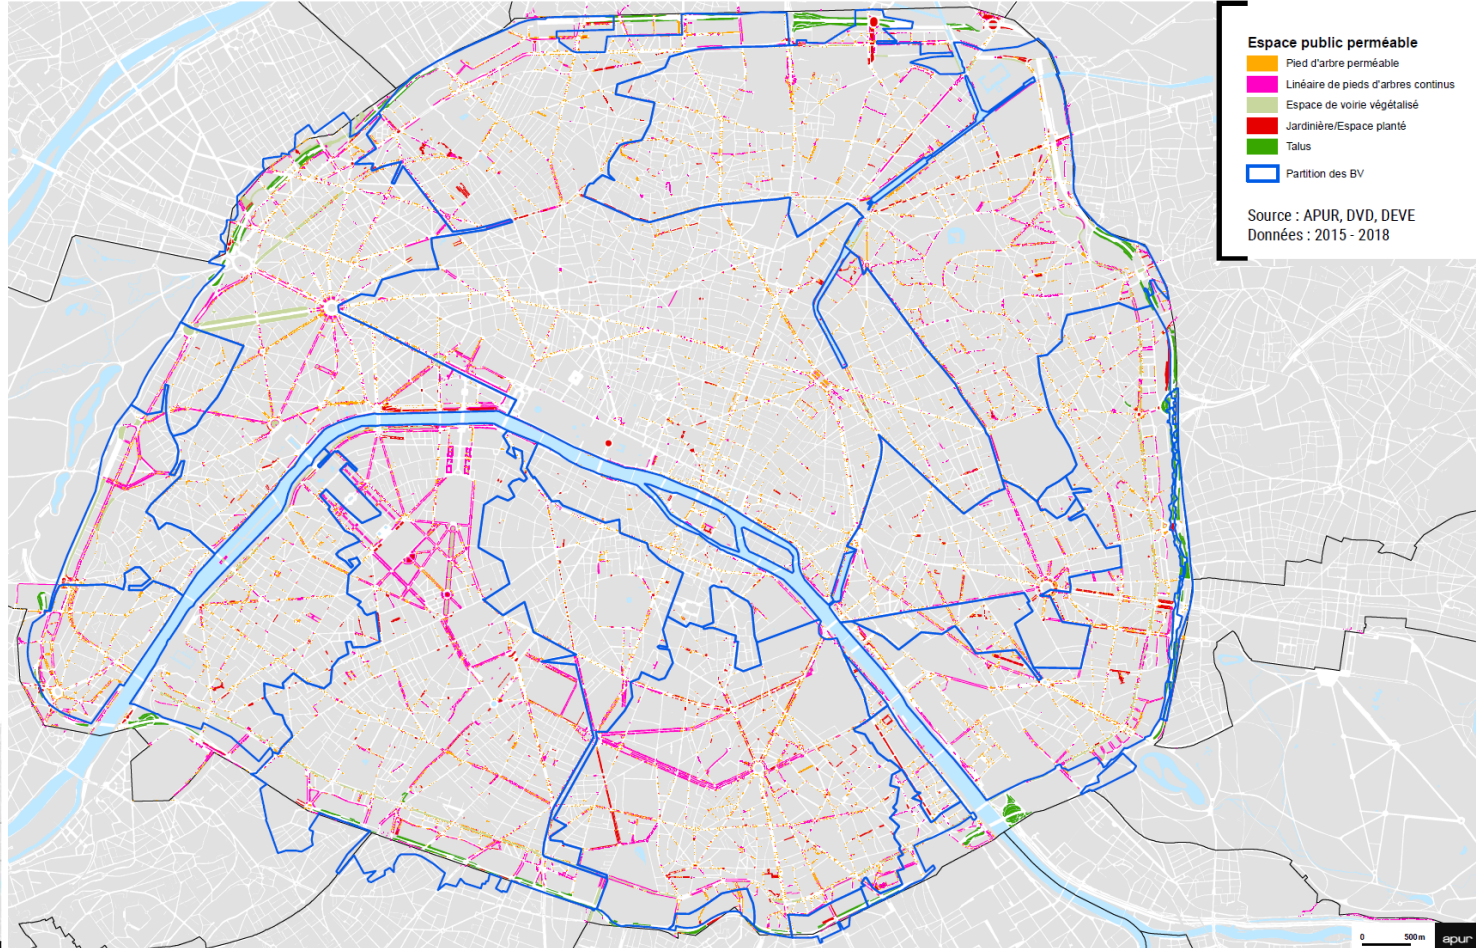 Espace public perméable
Pied d'arbre perméable
Linéaire de pieds d'arbres continus
Espace de voirie végétalisé
Jardinière/Espace planté
Talus
Partition des BV
Source : APUR, DVD, DEVE
Données : 2015 - 2018
0 500 m
apur